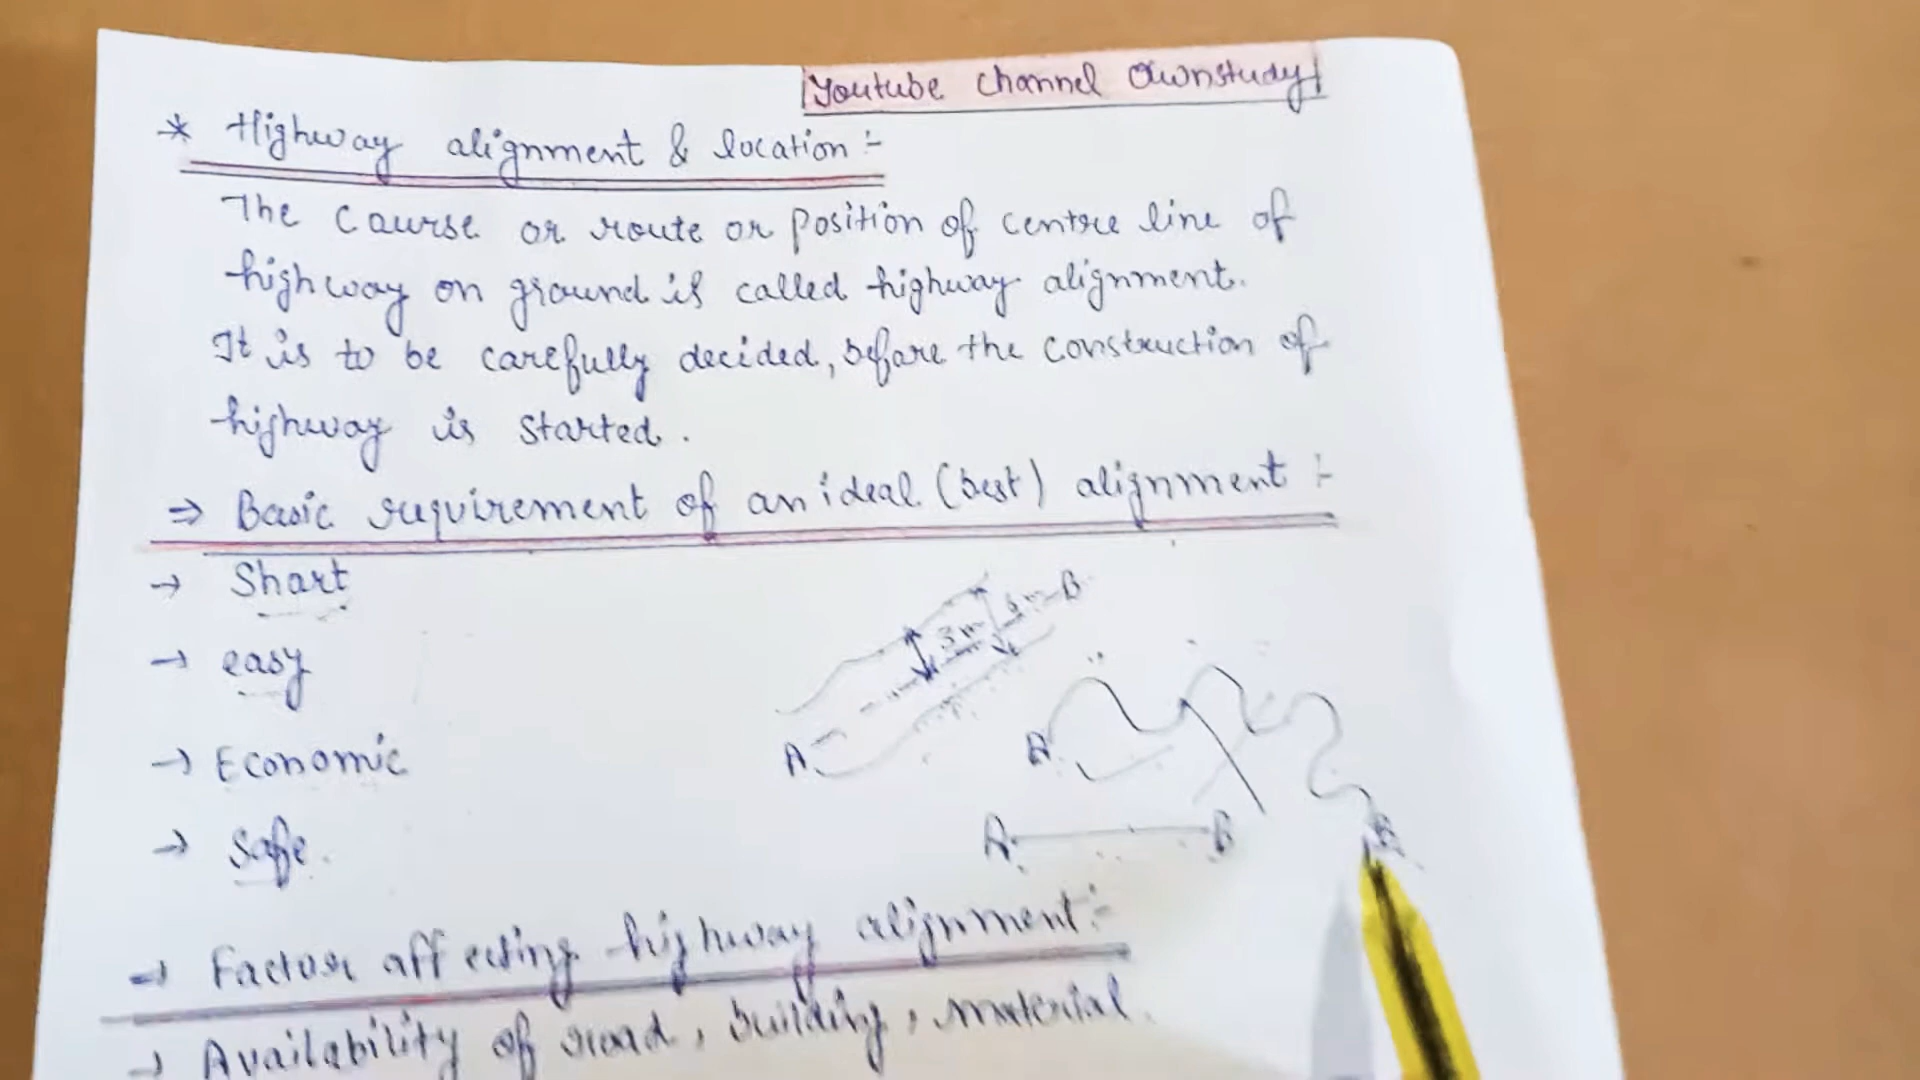 Youtube channel Ownstudy
* Highway alignment & location :-
The course or route or position of centre line of
highway on ground is called highway alignment.
It is to be carefully decided, before the construction of
highway is started.
⇒ Basic requirement of an ideal (best) alignment :-
→ Short
→ easy
→ Economic
→ safe.
3m
6m
B
A
A
A
B
B
→ Factor affecting highway alignment :-
→ Availability of road, building, material.